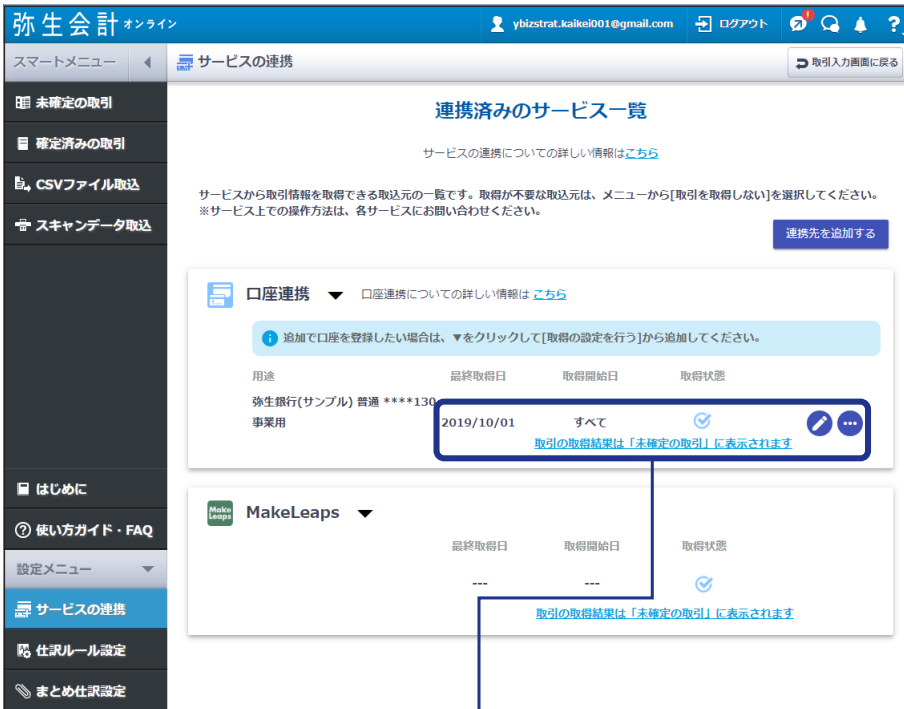 弥生会計 オンライン
ybizstrat.kaikei001@gmail.com
ログアウト
スマートメニュー
サービスの連携
取引入力画面に戻る
未確定の取引
確定済みの取引
CSVファイル取込
スキャンデータ取込
連携済みのサービス一覧
サービスの連携についての詳しい情報はこちら
サービスから取引情報を取得できる取込元の一覧です。取得が不要な取込元は、メニューから[取引を取得しない]を選択してください。
※サービス上での操作方法は、各サービスにお問い合わせください。
連携先を追加する
口座連携 ▼ 口座連携についての詳しい情報は こちら
追加で口座を登録したい場合は、▼をクリックして[取得の設定を行う]から追加してください。
用途 最終取得日 取得開始日 取得状態
弥生銀行(サンプル) 普通 ****130
事業用 2019/10/01 すべて
取引の取得結果は「未確定の取引」に表示されます
MakeLeaps ▼
Make
Leaps
最終取得日 取得開始日 取得状態
--- ---
取引の取得結果は「未確定の取引」に表示されます
はじめに
使い方ガイド・FAQ
設定メニュー
サービスの連携
仕訳ルール設定
まとめ仕訳設定